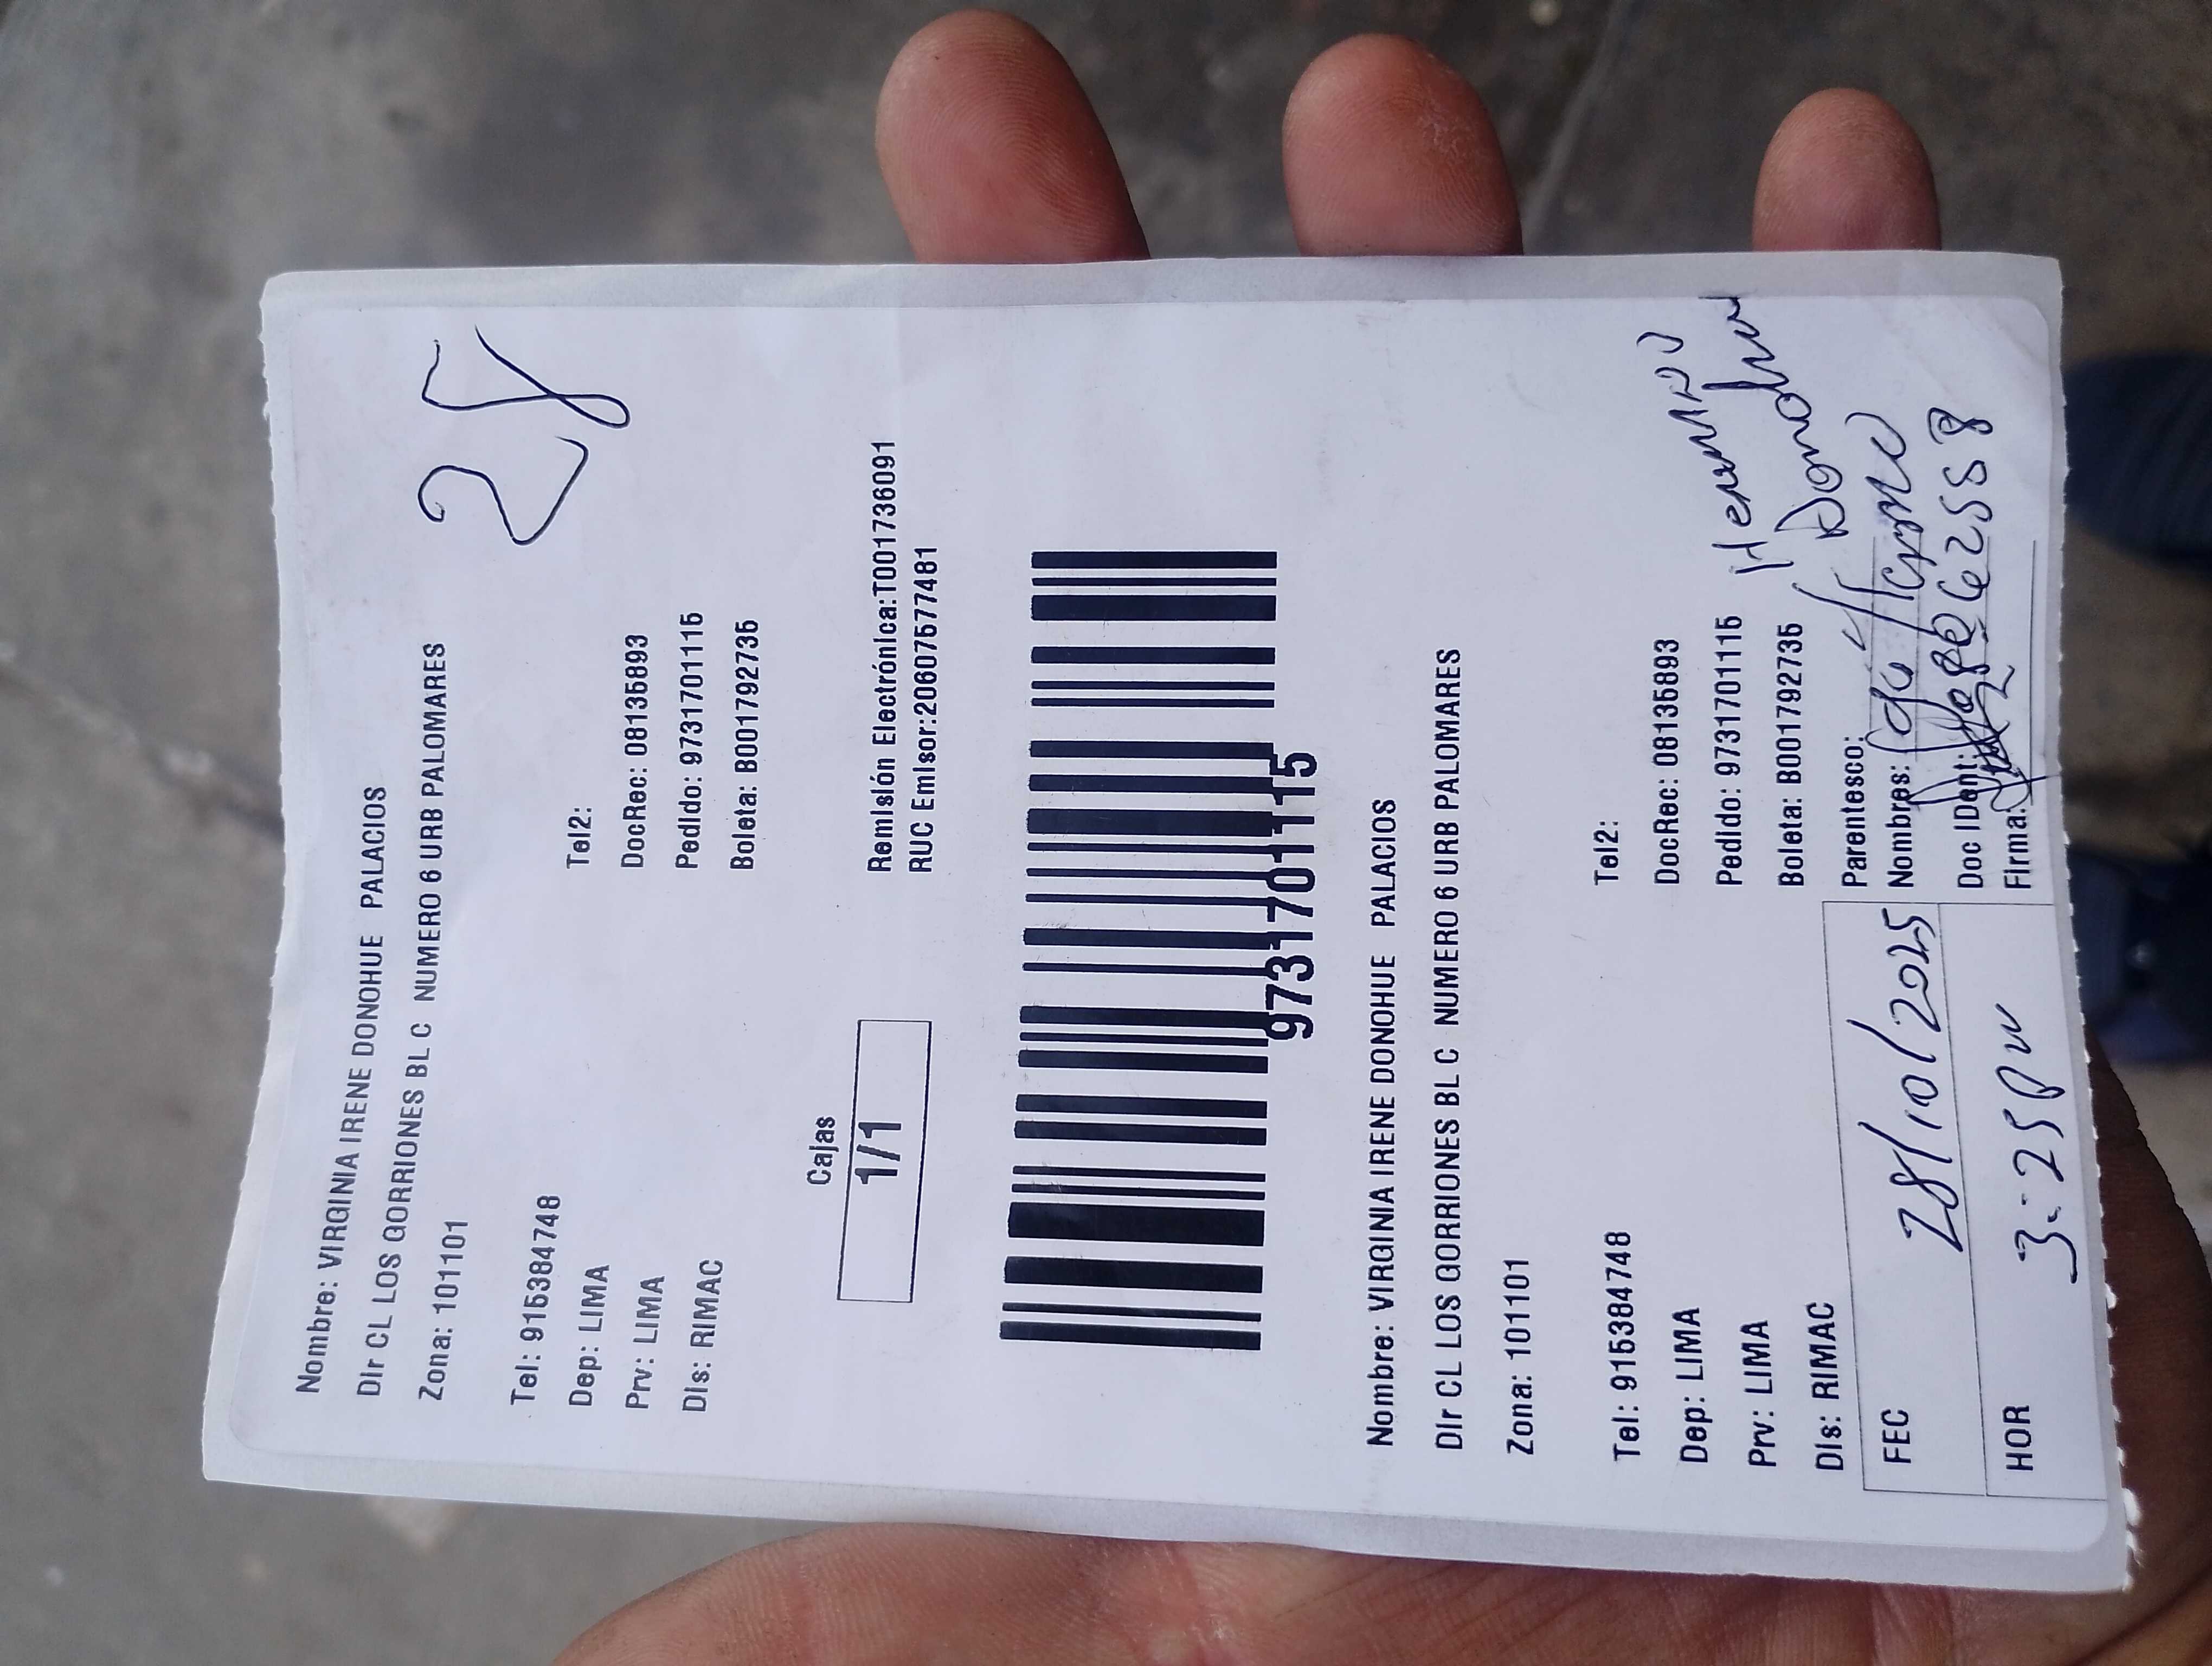 28
Nombre: VIRGINIA IRENE DONOHUE PALACIOS
Dir CL LOS GORRIONES BL C NUMERO 6 URB PALOMARES
Zona: 101101
Tel: 915384748
Tel2:
Dep: LIMA
DocRec: 08135893
Prv: LIMA
Pedido: 97317701115
Dis: RIMAC
Boleta: B001792735
Cajas
1/1
Remisión Electrónica:T001736091
RUC Emisor:20607577481
Nombre: VIRGINIA IRENE DONOHUE PALACIOS
Dir CL LOS GORRIONES BL C NUMERO 6 URB PALOMARES
Zona: 101101
Tel: 915384748
Tel2:
Dep: LIMA
DocRec: 08135893
Prv: LIMA
Pedido: 97317701115
Dis: RIMAC
Boleta: B001792735
FEC 28/10/2025
Parentesco:
Nombres:
HOR 3:25 PM
Doc IDent:
Firma: